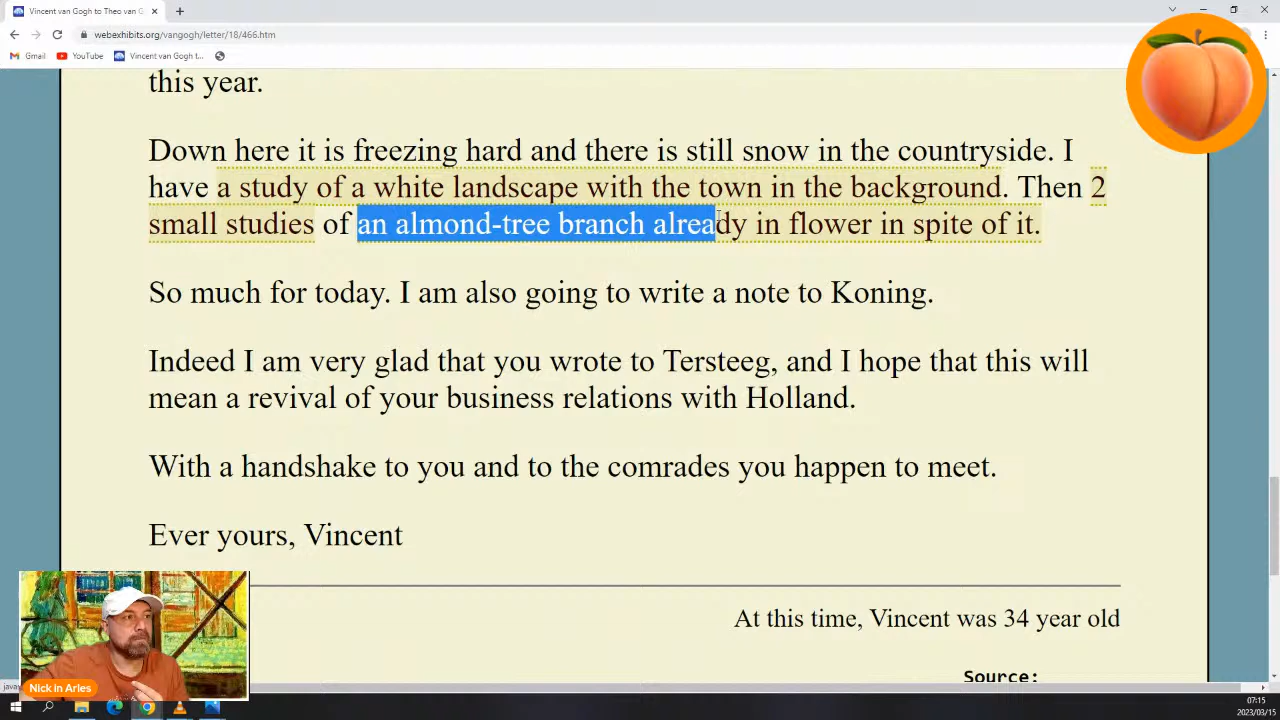 Vincent van Gogh to Theo van G
webexhibits.org/vangogh/letter/18/466.htm
Gmail
YouTube
Vincent van Gogh t...
this year.
Down here it is freezing hard and there is still snow in the countryside. I
have a study of a white landscape with the town in the background. Then 2
small studies of an almond-tree branch already in flower in spite of it.
So much for today. I am also going to write a note to Koning.
Indeed I am very glad that you wrote to Tersteeg, and I hope that this will
mean a revival of your business relations with Holland.
With a handshake to you and to the comrades you happen to meet.
Ever yours, Vincent
At this time, Vincent was 34 year old
Source:
javas
Nick in Arles
07:15
2023/03/15